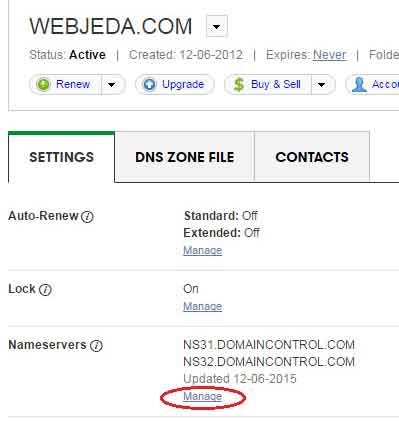 WEBJEDA.COM
Status: Active | Created: 12-06-2012 | Expires: Never | Folde
Renew Upgrade Buy & Sell Accou
SETTINGS DNS ZONE FILE CONTACTS
Auto-Renew Standard: Off
Extended: Off
Manage
Lock On
Manage
Nameservers NS31.DOMAINCONTROL.COM
NS32.DOMAINCONTROL.COM
Updated 12-06-2015
Manage